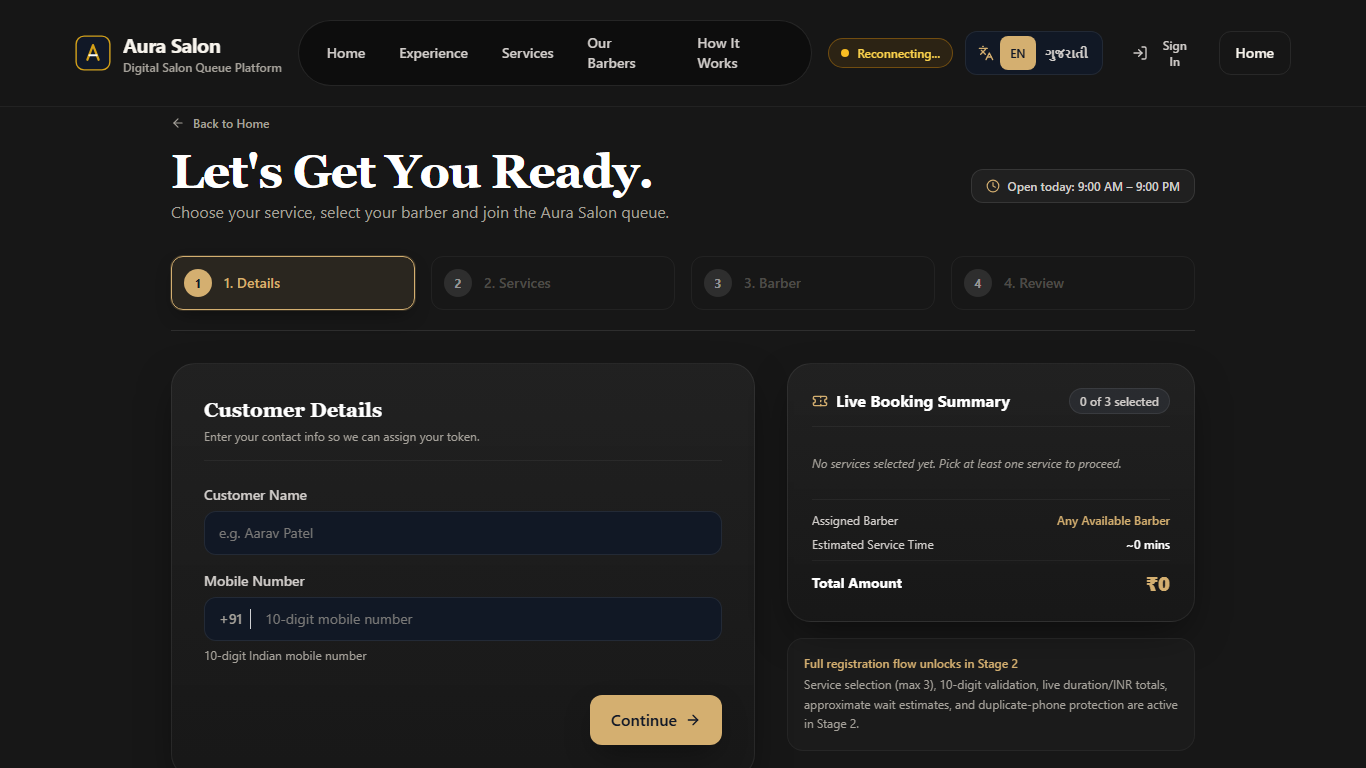 A
Aura Salon
Digital Salon Queue Platform
Home
Experience
Services
Our
Barbers
How It
Works
Reconnecting...
EN
ગુજરાતી
Sign
In
Home
Back to Home
Let's Get You Ready.
Choose your service, select your barber and join the Aura Salon queue.
Open today: 9:00 AM – 9:00 PM
1 1. Details
2 2. Services
3 3. Barber
4 4. Review
Customer Details
Enter your contact info so we can assign your token.
Customer Name
e.g. Aarav Patel
Mobile Number
+91 10-digit mobile number
10-digit Indian mobile number
Continue
Live Booking Summary
0 of 3 selected
No services selected yet. Pick at least one service to proceed.
Assigned Barber Any Available Barber
Estimated Service Time ~0 mins
Total Amount ₹0
Full registration flow unlocks in Stage 2
Service selection (max 3), 10-digit validation, live duration/INR totals,
approximate wait estimates, and duplicate-phone protection are active
in Stage 2.